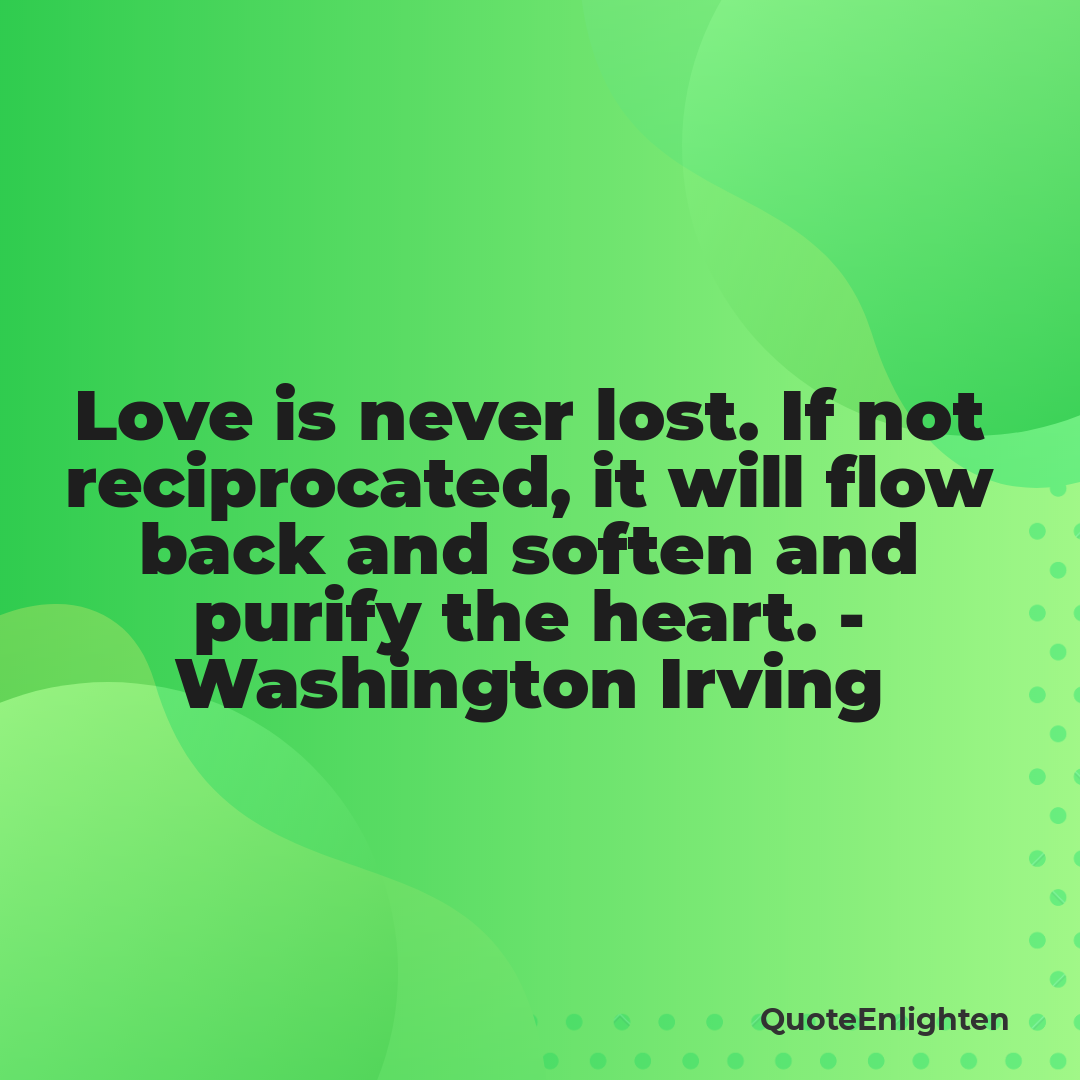 Love is never lost. If not
reciprocated, it will flow
back and soften and
purify the heart. -
Washington Irving
QuoteEnlighten